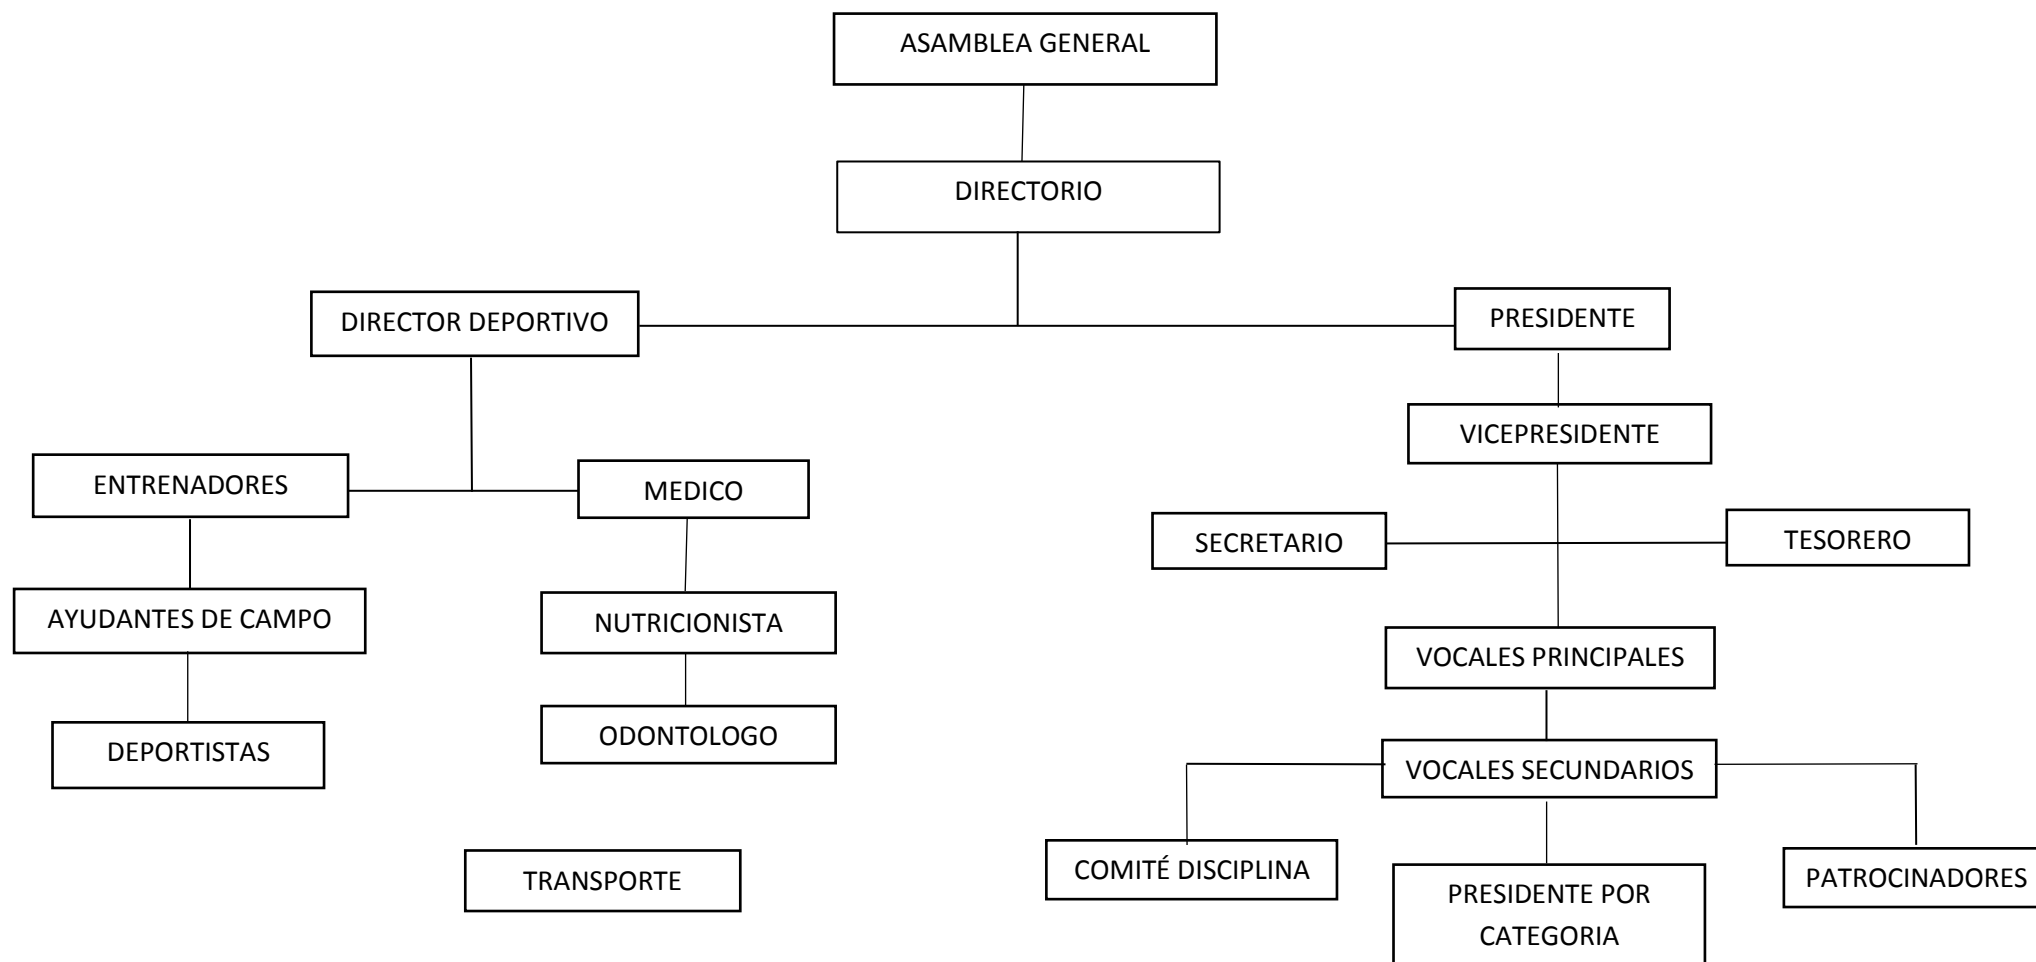 ASAMBLEA GENERAL
DIRECTORIO
DIRECTOR DEPORTIVO
PRESIDENTE
VICEPRESIDENTE
ENTRENADORES
MEDICO
SECRETARIO
TESORERO
AYUDANTES DE CAMPO
NUTRICIONISTA
VOCALES PRINCIPALES
DEPORTISTAS
ODONTOLOGO
VOCALES SECUNDARIOS
TRANSPORTE
COMITÉ DISCIPLINA
PRESIDENTE POR
CATEGORIA
PATROCINADORES